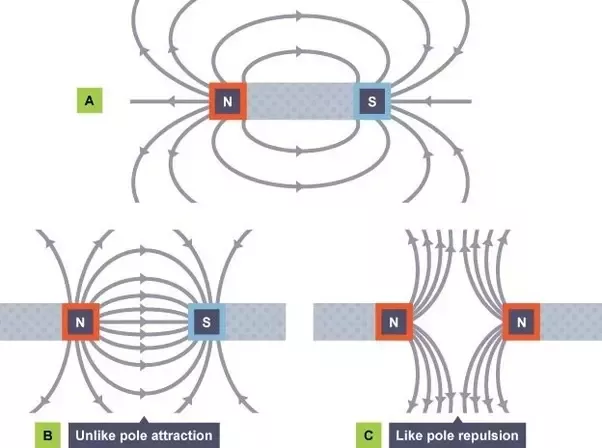 A
N
S
N
S
N
N
B
Unlike pole attraction
C
Like pole repulsion